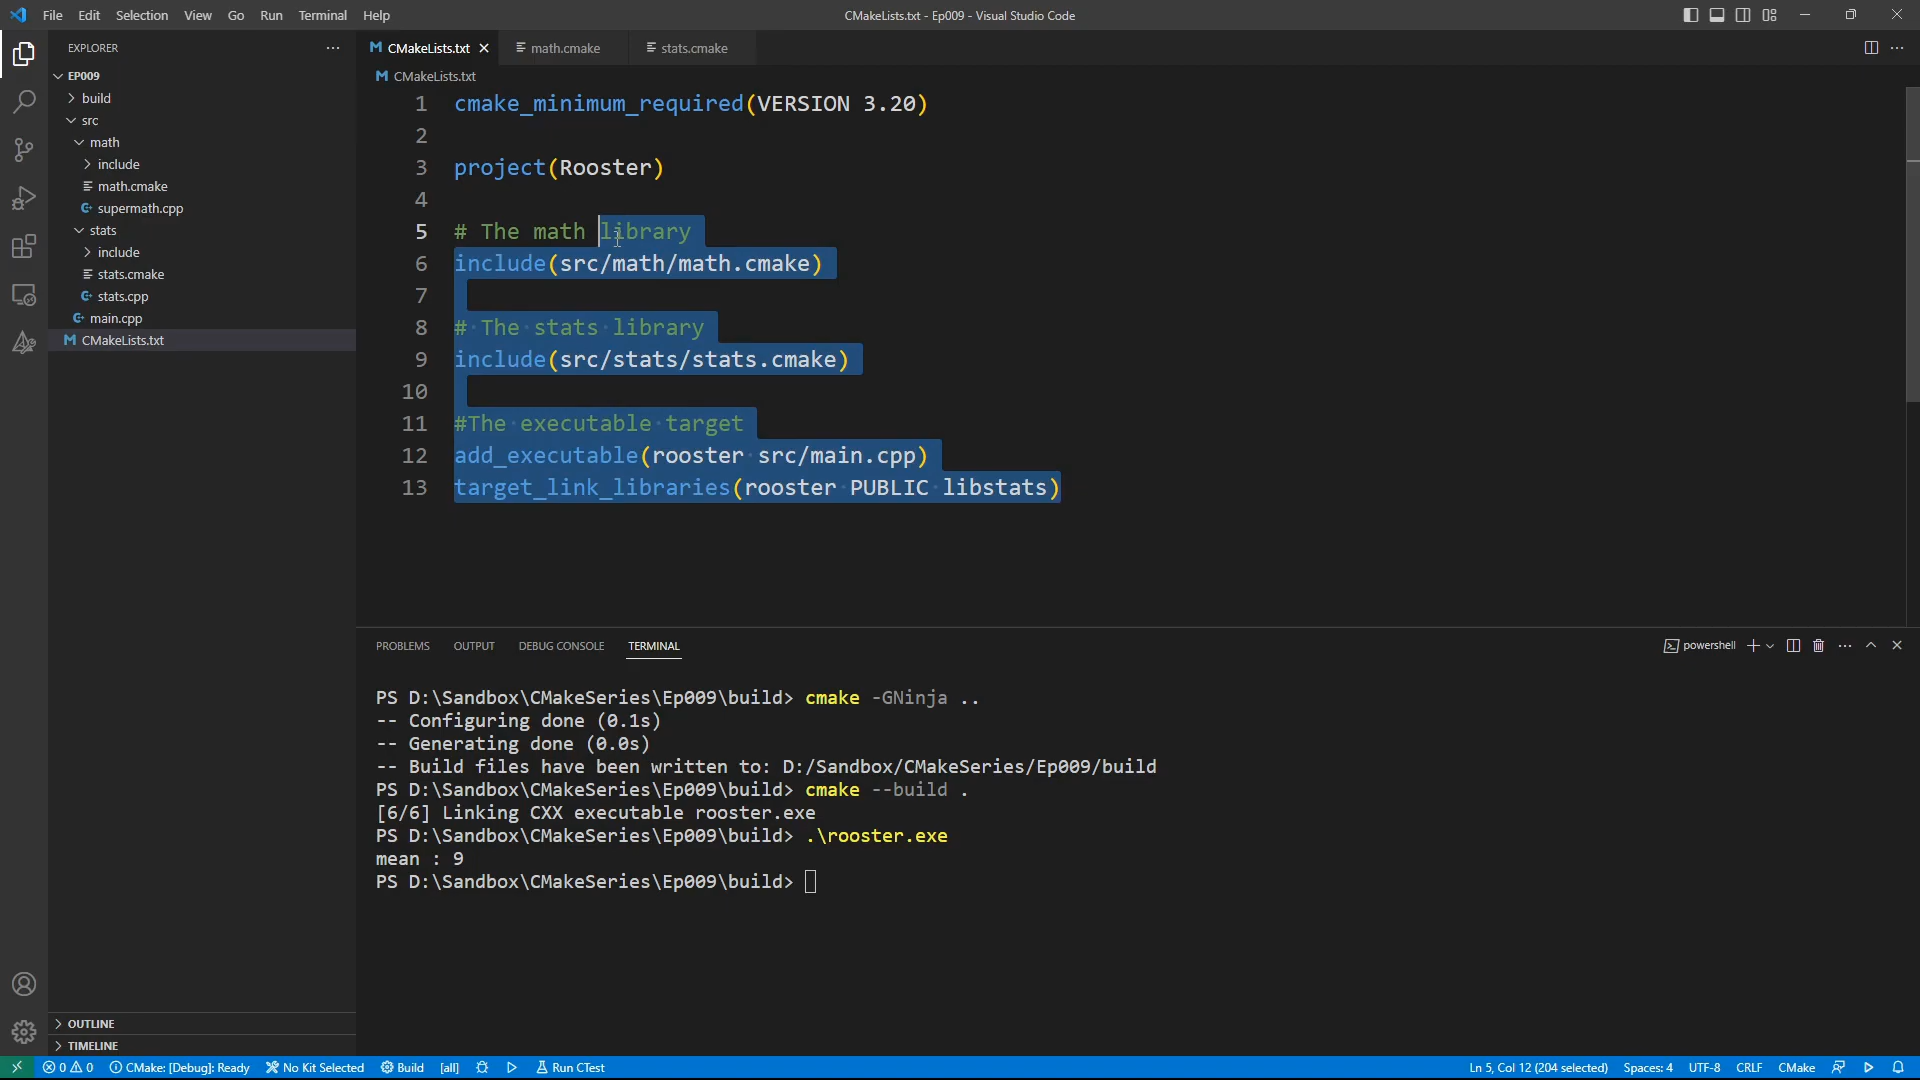 File Edit Selection View Go Run Terminal Help
CMakeLists.txt - Ep009 - Visual Studio Code
EXPLORER
EP009
build
src
math
include
math.cmake
supermath.cpp
stats
include
stats.cmake
stats.cpp
main.cpp
CMakeLists.txt
OUTLINE
TIMELINE
CMakeLists.txt math.cmake stats.cmake
CMakeLists.txt
1 cmake_minimum_required(VERSION 3.20)
2
3 project(Rooster)
4
5 # The math library
6 include(src/math/math.cmake)
7
8 # The stats library
9 include(src/stats/stats.cmake)
10
11 #The executable target
12 add_executable(rooster src/main.cpp)
13 target_link_libraries(rooster PUBLIC libstats)
PROBLEMS OUTPUT DEBUG CONSOLE TERMINAL
powershell
PS D:\Sandbox\CMakeSeries\Ep009\build> cmake -GNinja ..
-- Configuring done (0.1s)
-- Generating done (0.0s)
-- Build files have been written to: D:/Sandbox/CMakeSeries/Ep009/build
PS D:\Sandbox\CMakeSeries\Ep009\build> cmake --build .
[6/6] Linking CXX executable rooster.exe
PS D:\Sandbox\CMakeSeries\Ep009\build> .\rooster.exe
mean : 9
PS D:\Sandbox\CMakeSeries\Ep009\build>
0 0 CMake: [Debug]: Ready No Kit Selected Build [all] Run CTest Ln 5, Col 12 (204 selected) Spaces: 4 UTF-8 CRLF CMake